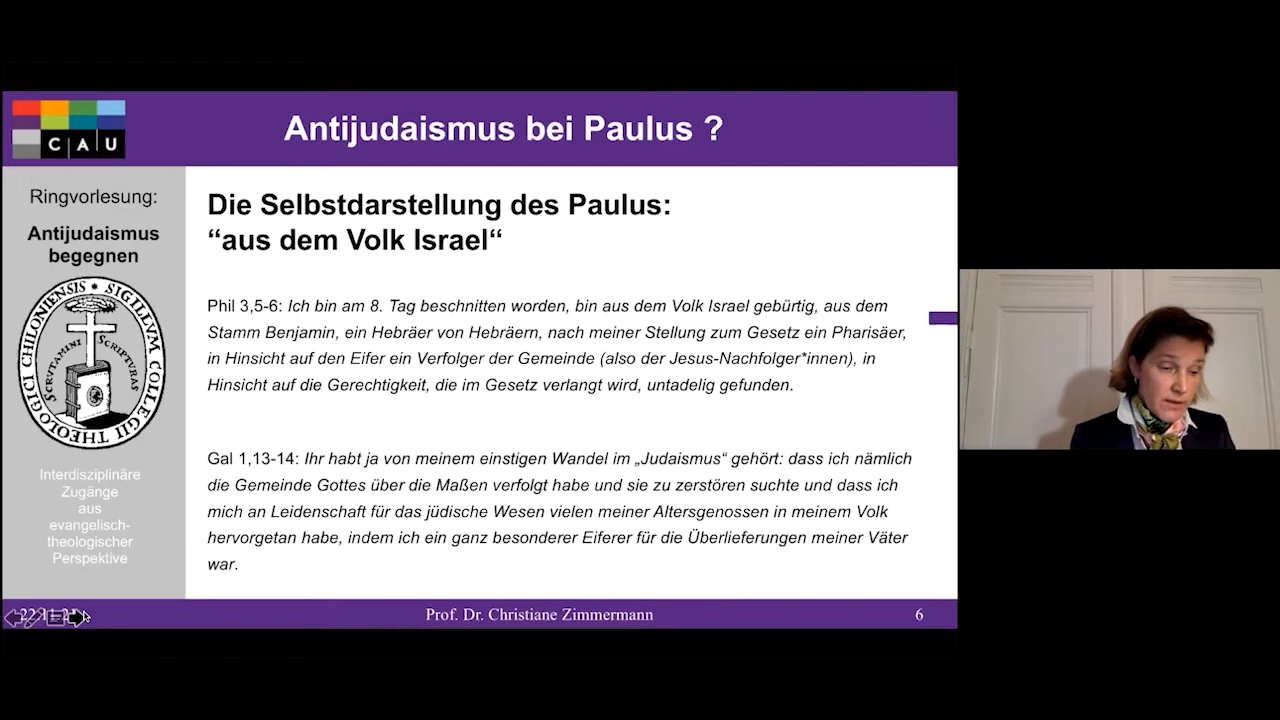 Antijudaismus bei Paulus ?
C A U
Ringvorlesung:
Antijudaismus
begegnen
SIGILLVM COLLEGII THEOLOGICI CHILONIENSIS
SCRUTAMINI SCRIPTURAS
Interdisziplinäre
Zugänge
aus
evangelisch-
theologischer
Perspektive
Die Selbstdarstellung des Paulus:
“aus dem Volk Israel“
Phil 3,5-6: Ich bin am 8. Tag beschnitten worden, bin aus dem Volk Israel gebürtig, aus dem
Stamm Benjamin, ein Hebräer von Hebräern, nach meiner Stellung zum Gesetz ein Pharisäer,
in Hinsicht auf den Eifer ein Verfolger der Gemeinde (also der Jesus-Nachfolger*innen), in
Hinsicht auf die Gerechtigkeit, die im Gesetz verlangt wird, untadelig gefunden.
Gal 1,13-14: Ihr habt ja von meinem einstigen Wandel im „Judaismus“ gehört: dass ich nämlich
die Gemeinde Gottes über die Maßen verfolgt habe und sie zu zerstören suchte und dass ich
mich an Leidenschaft für das jüdische Wesen vielen meiner Altersgenossen in meinem Volk
hervorgetan habe, indem ich ein ganz besonderer Eiferer für die Überlieferungen meiner Väter
war.
Prof. Dr. Christiane Zimmermann
6